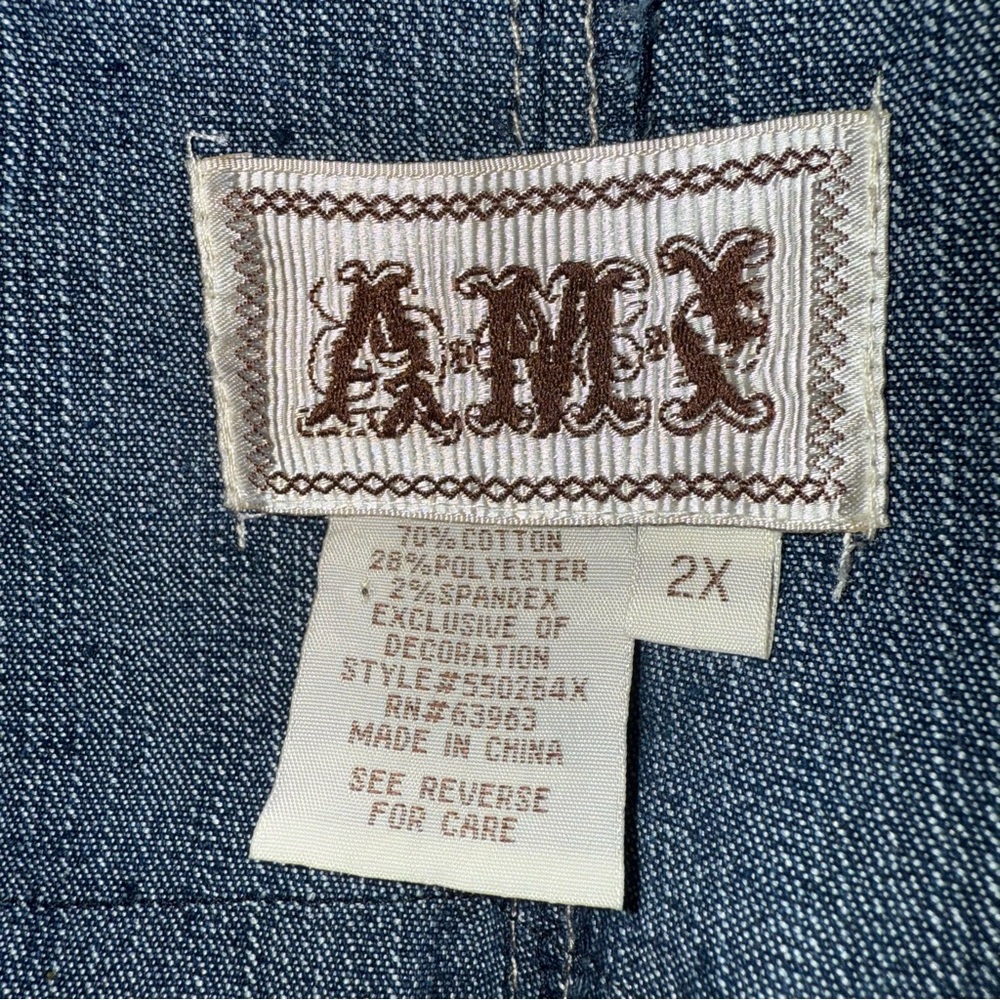 A·M·I
70% COTTON
28% POLYESTER
2% SPANDEX
EXCLUSIVE OF
DECORATION
STYLE#550264X
RN#63963
MADE IN CHINA
SEE REVERSE
FOR CARE
2X